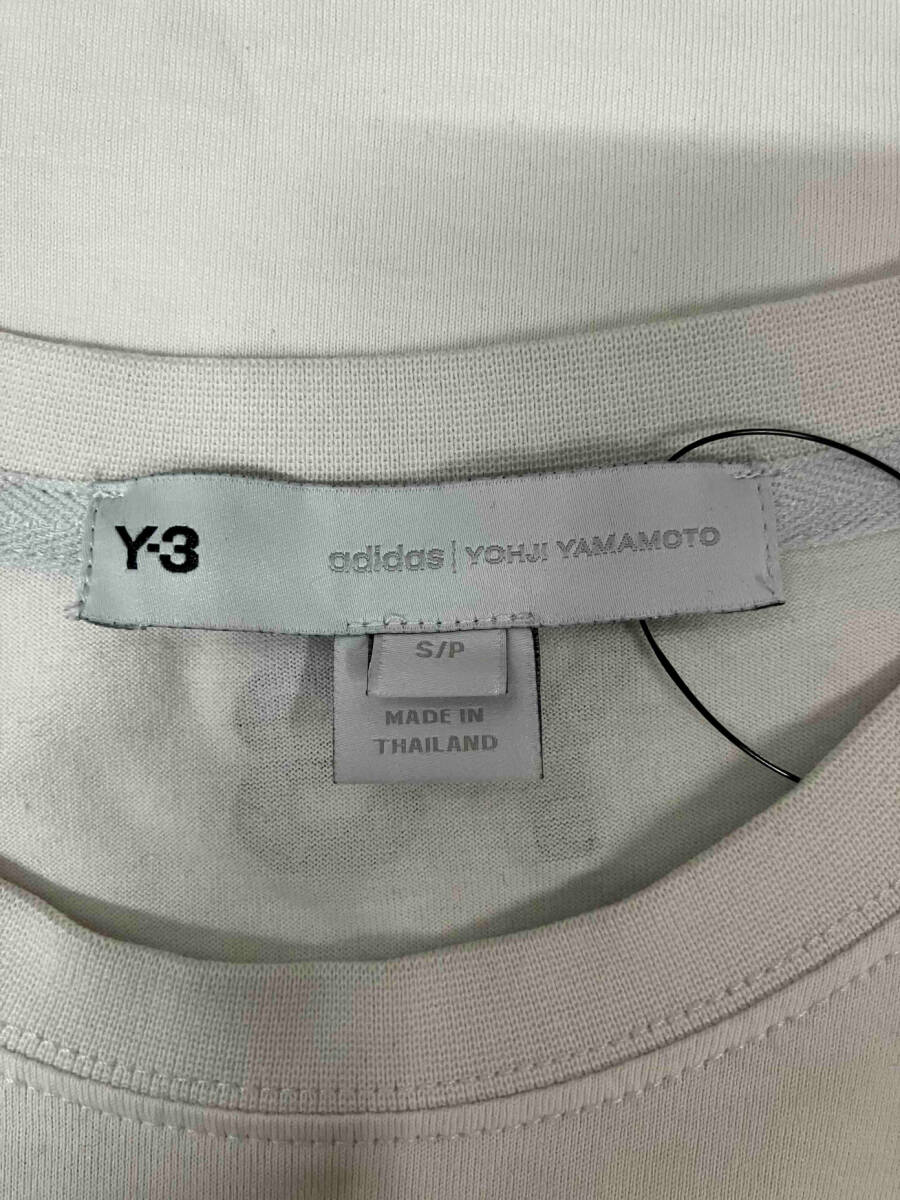 Y-3
adidas | YOHJI YAMAMOTO
S/P
MADE IN
THAILAND